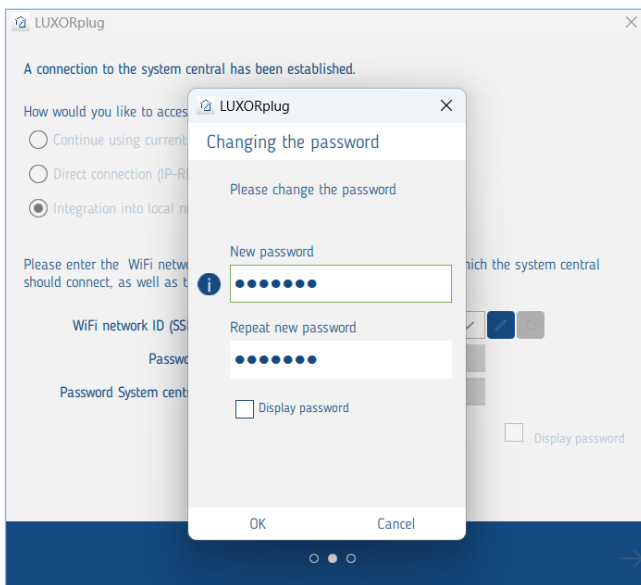 LUXORplug
A connection to the system central has been established.
How would you like to acces
Continue using current
Direct connection (IP-R
Integration into local n
Please enter the WiFi netw
hich the system central
should connect, as well as t
WiFi network ID (SS
Passwo
Password System cent
Display password
LUXORplug
Changing the password
Please change the password
New password
Repeat new password
Display password
OK
Cancel